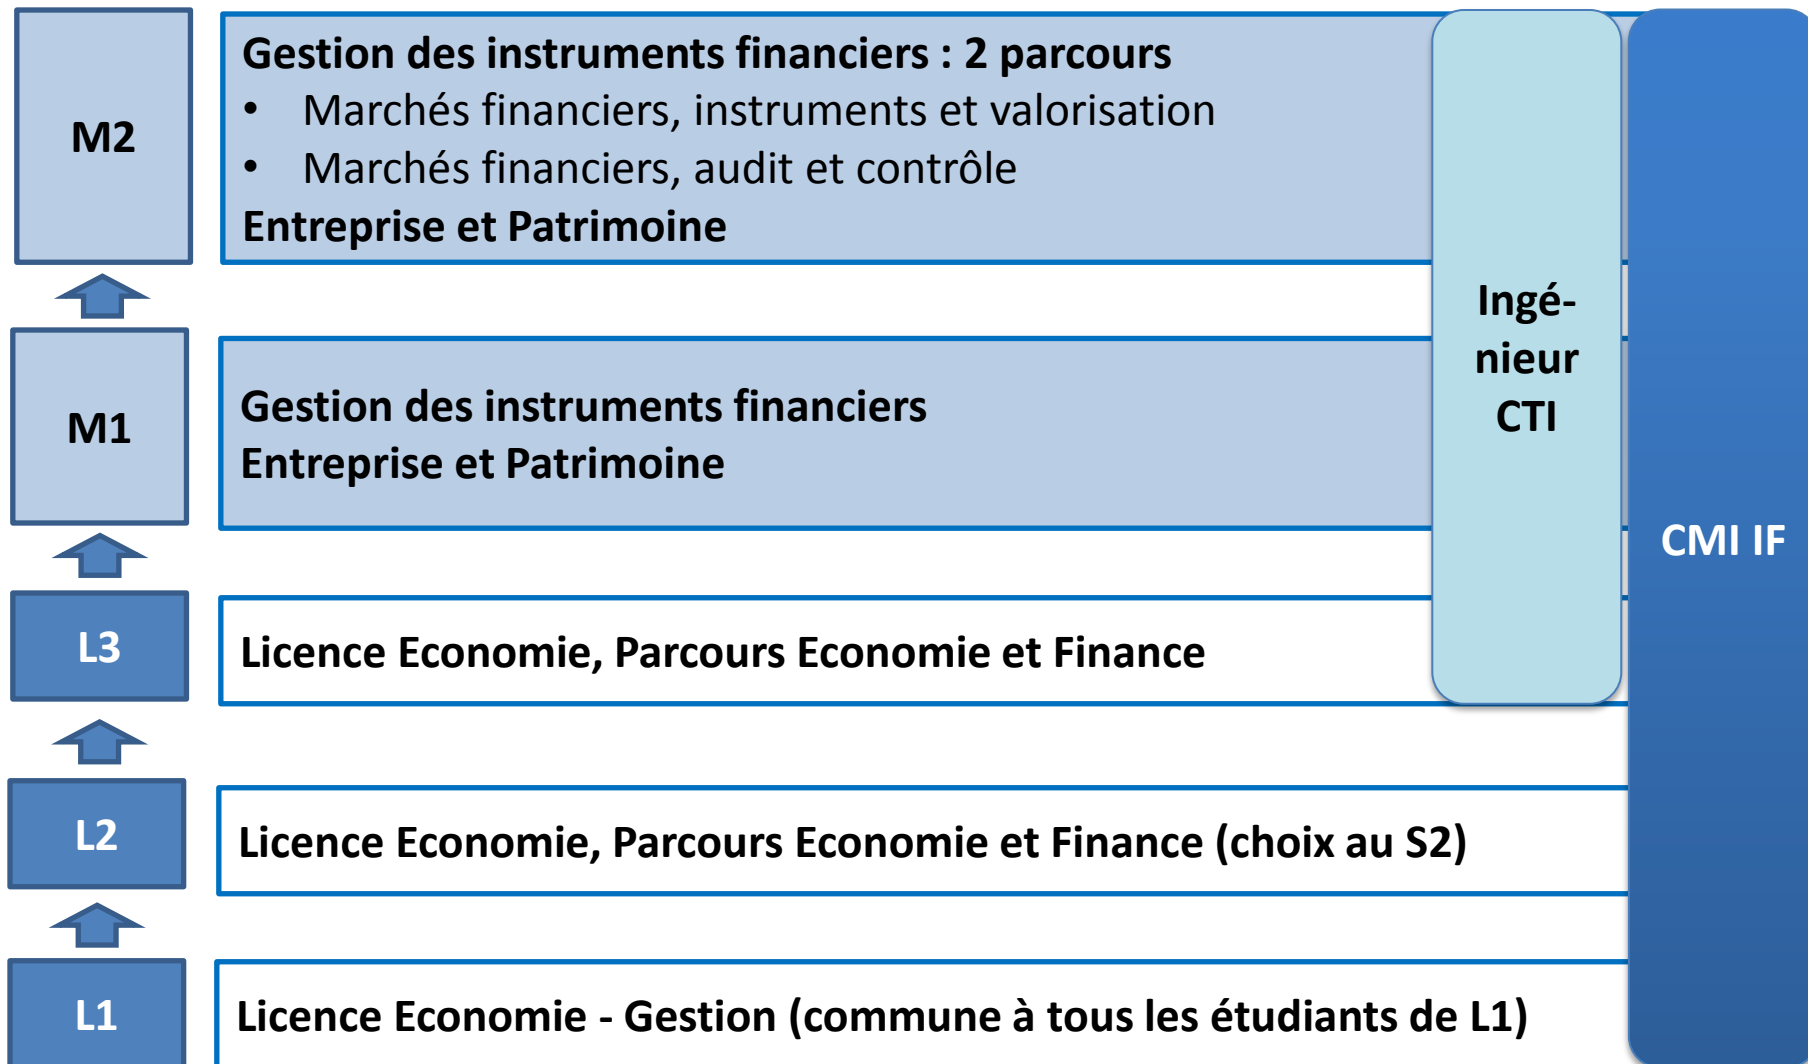 M2
Gestion des instruments financiers : 2 parcours
• Marchés financiers, instruments et valorisation
• Marchés financiers, audit et contrôle
Entreprise et Patrimoine
Ingé-
nieur
CTI
CMI IF
M1
Gestion des instruments financiers
Entreprise et Patrimoine
L3
Licence Economie, Parcours Economie et Finance
L2
Licence Economie, Parcours Economie et Finance (choix au S2)
L1
Licence Economie - Gestion (commune à tous les étudiants de L1)